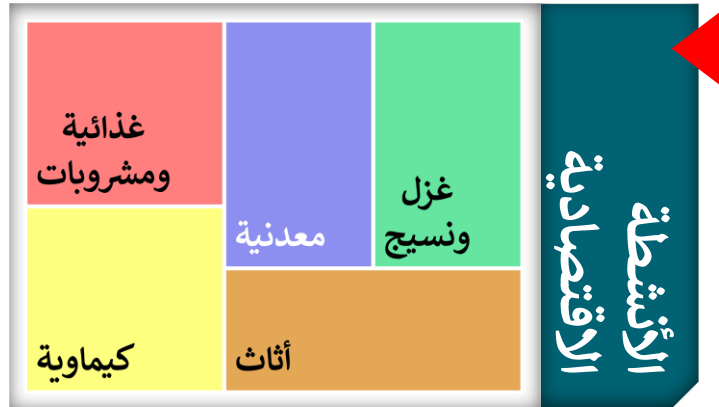 الأنشطة
الاقتصادية
غزل
ونسيج
معدنية
غذائية
ومشروبات
أثاث
كيماوية